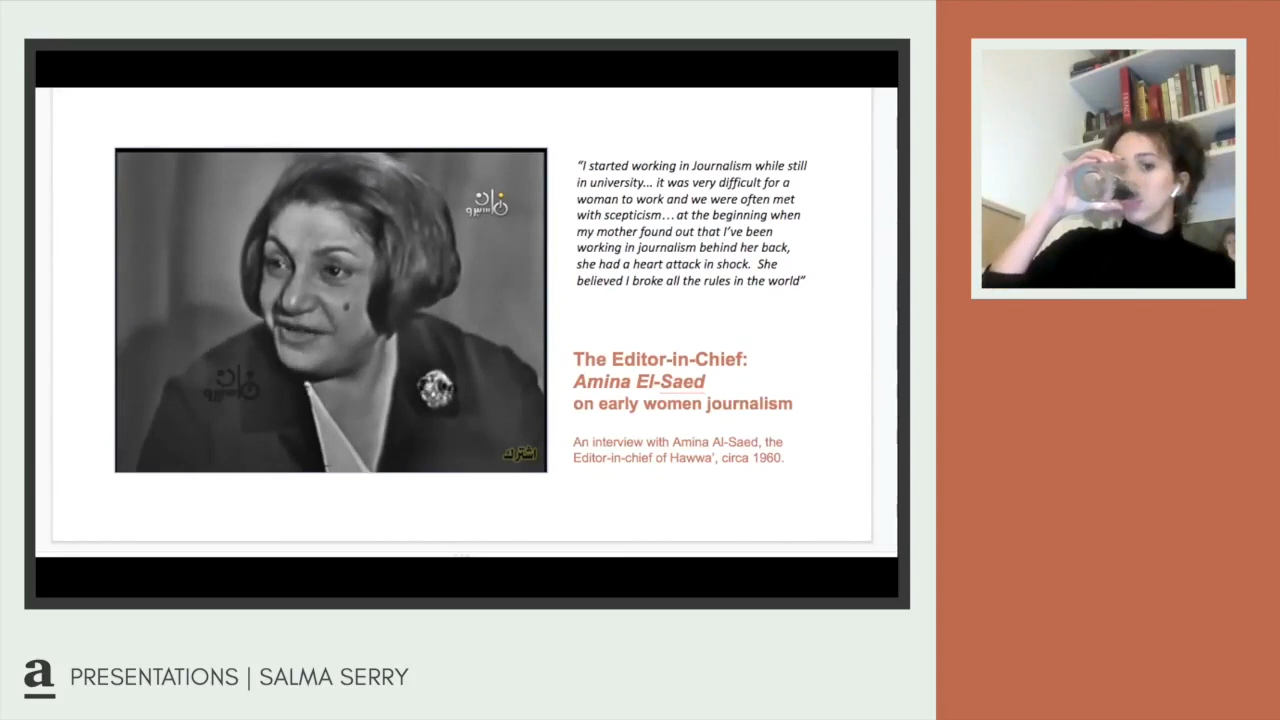 "I started working in Journalism while still
in university... it was very difficult for a
woman to work and we were often met
with scepticism... at the beginning when
my mother found out that I've been
working in journalism behind her back,
she had a heart attack in shock.  She
believed I broke all the rules in the world"
The Editor-in-Chief:
Amina El-Saed
on early women journalism
An interview with Amina Al-Saed, the
Editor-in-chief of Hawwa', circa 1960.
اشترك
a PRESENTATIONS | SALMA SERRY